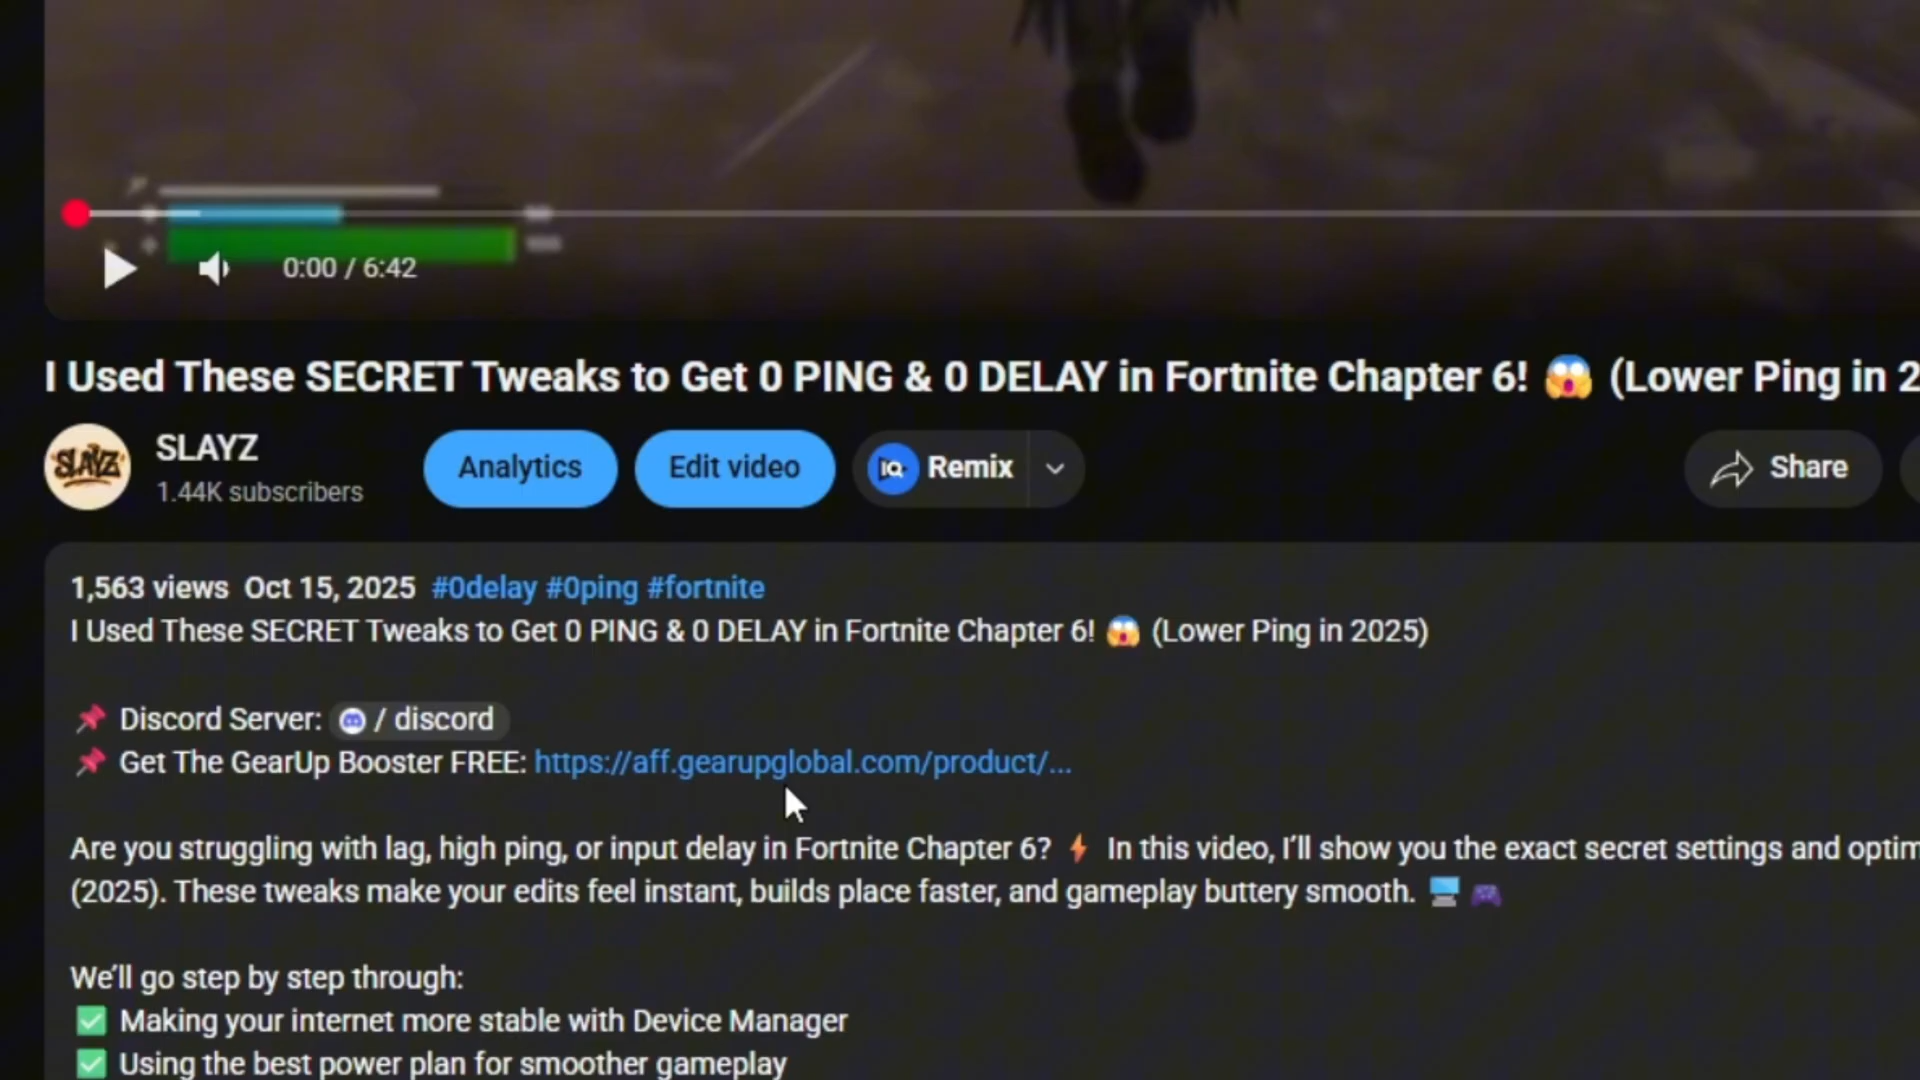 0:00 / 6:42
I Used These SECRET Tweaks to Get 0 PING & 0 DELAY in Fortnite Chapter 6! 😱 (Lower Ping in 2
SLAYZ
SLAYZ
1.44K subscribers
Analytics
Edit video
IQ
Remix
Share
1,563 views Oct 15, 2025 #0delay #0ping #fortnite
I Used These SECRET Tweaks to Get 0 PING & 0 DELAY in Fortnite Chapter 6! 😱 (Lower Ping in 2025)
📌 Discord Server: / discord
📌 Get The GearUp Booster FREE: https://aff.gearupglobal.com/product/...
Are you struggling with lag, high ping, or input delay in Fortnite Chapter 6? ⚡ In this video, I'll show you the exact secret settings and optim
(2025). These tweaks make your edits feel instant, builds place faster, and gameplay buttery smooth. 🖥️ 🎮
We'll go step by step through:
✅ Making your internet more stable with Device Manager
✅ Using the best power plan for smoother gameplay